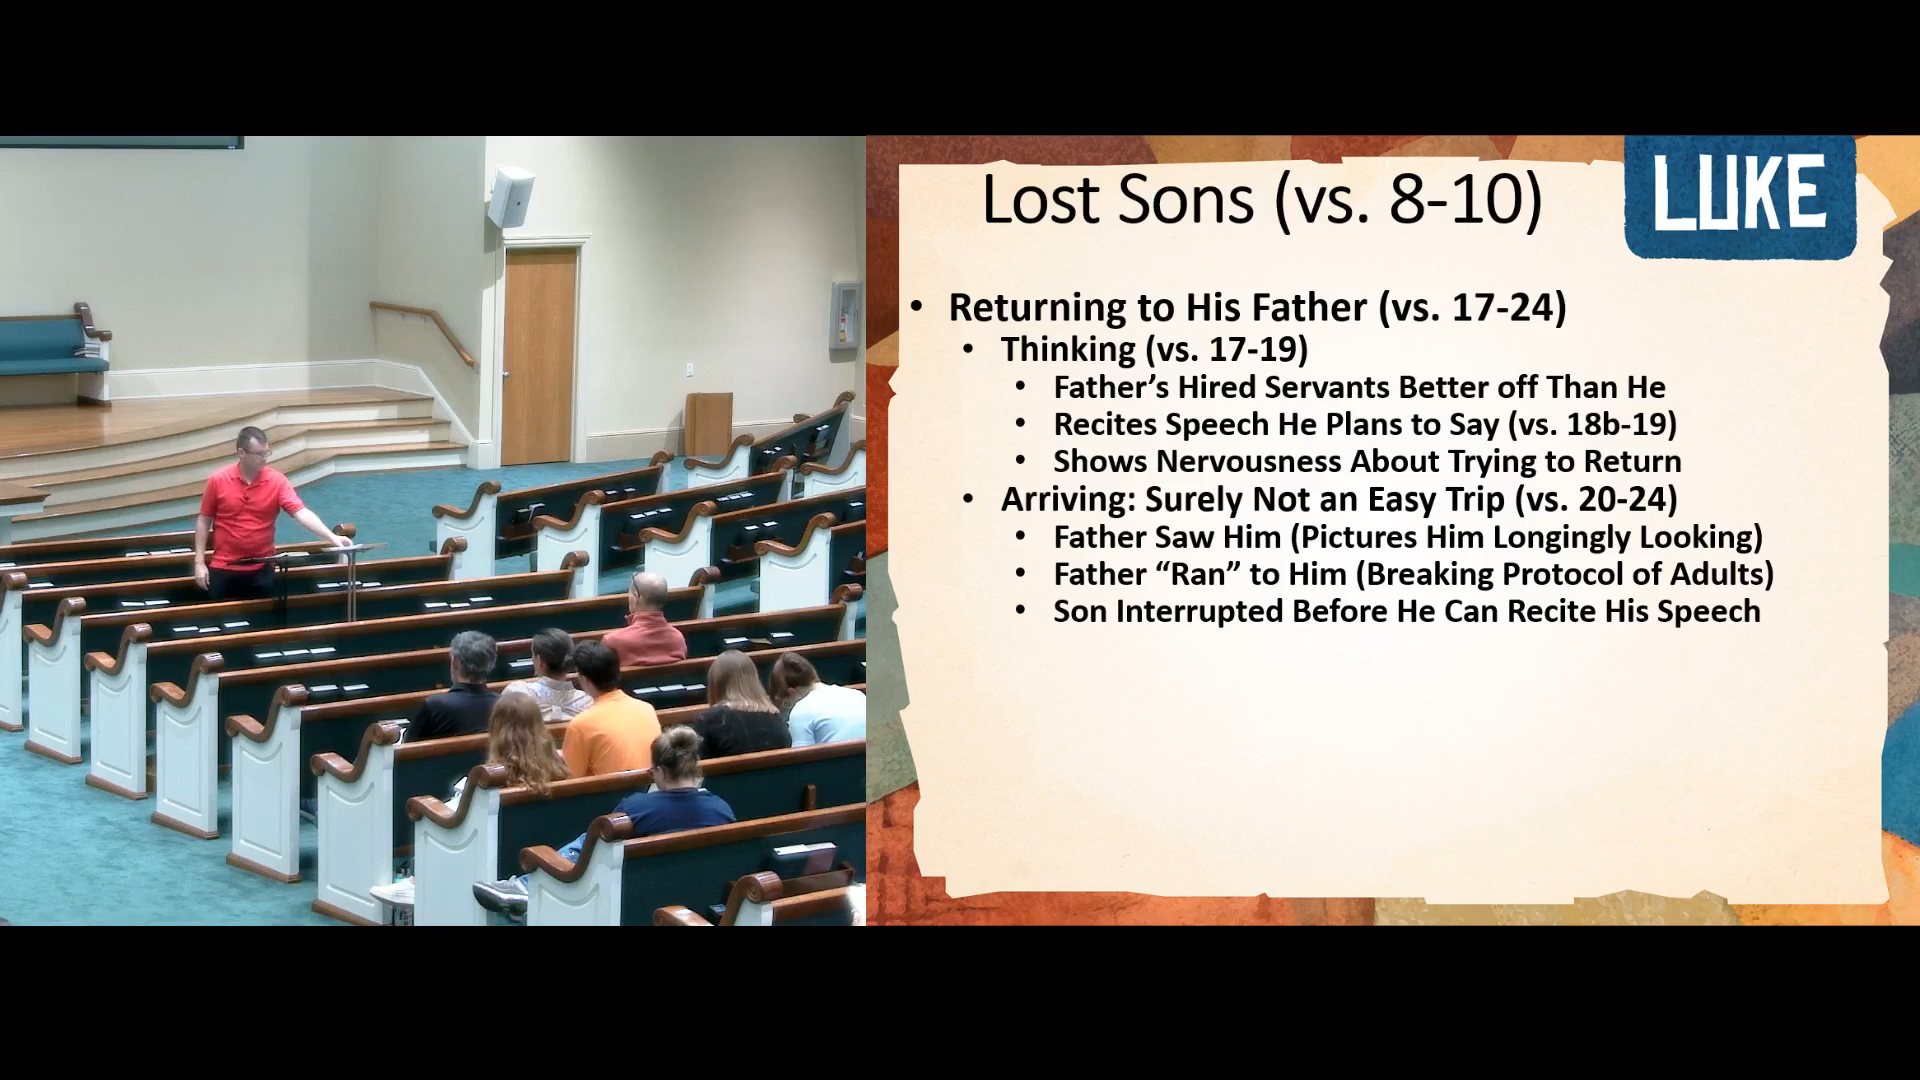 LUKE
Lost Sons (vs. 8-10)
• Returning to His Father (vs. 17-24)
• Thinking (vs. 17-19)
• Father’s Hired Servants Better off Than He
• Recites Speech He Plans to Say (vs. 18b-19)
• Shows Nervousness About Trying to Return
• Arriving: Surely Not an Easy Trip (vs. 20-24)
• Father Saw Him (Pictures Him Longingly Looking)
• Father “Ran” to Him (Breaking Protocol of Adults)
• Son Interrupted Before He Can Recite His Speech